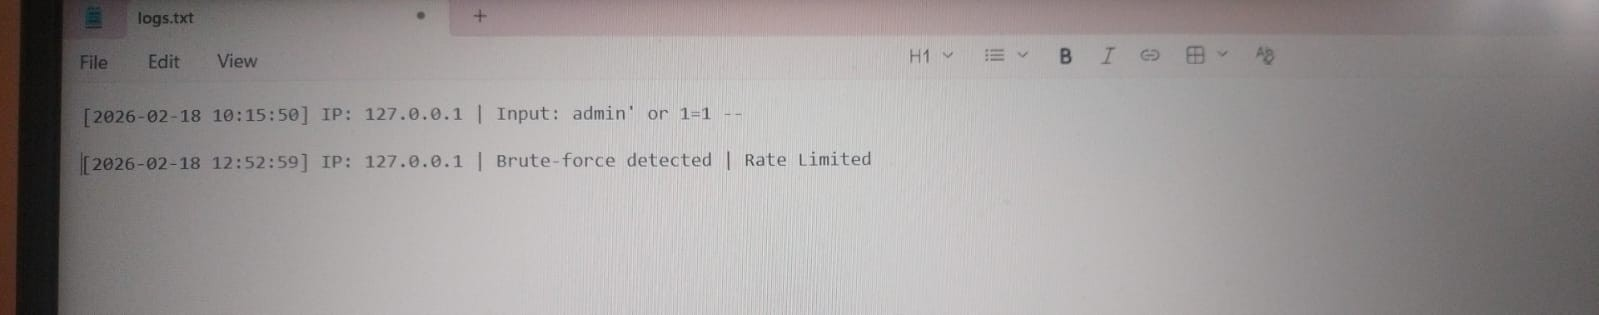 logs.txt
File Edit View H1 B I
[2026-02-18 10:15:50] IP: 127.0.0.1 | Input: admin' or 1=1 --
[2026-02-18 12:52:59] IP: 127.0.0.1 | Brute-force detected | Rate Limited